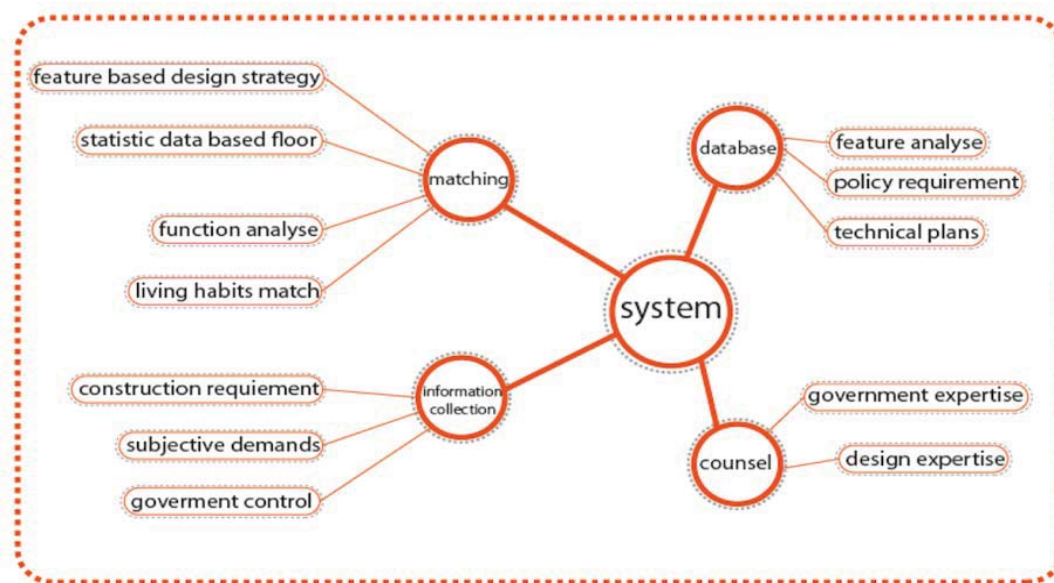 feature based design strategy
statistic data based floor
function analyse
living habits match
matching
construction requiement
subjective demands
goverment control
information
collection
system
database
feature analyse
policy requirement
technical plans
counsel
government expertise
design expertise